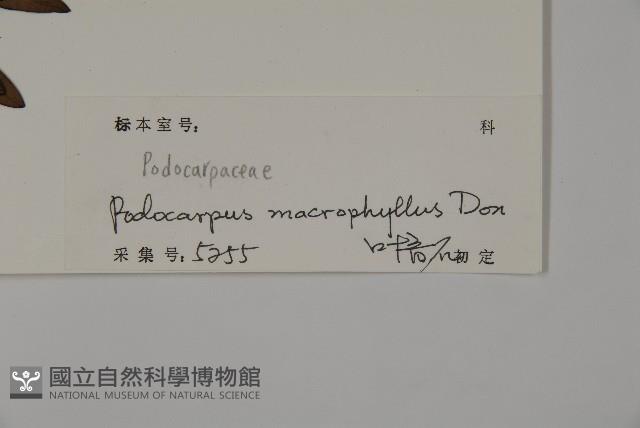 标本室号: 科
Podocarpaceae
Podocarpus macrophyllus Don
采集号: 5255 初定
國立自然科學博物館
NATIONAL MUSEUM OF NATURAL SCIENCE